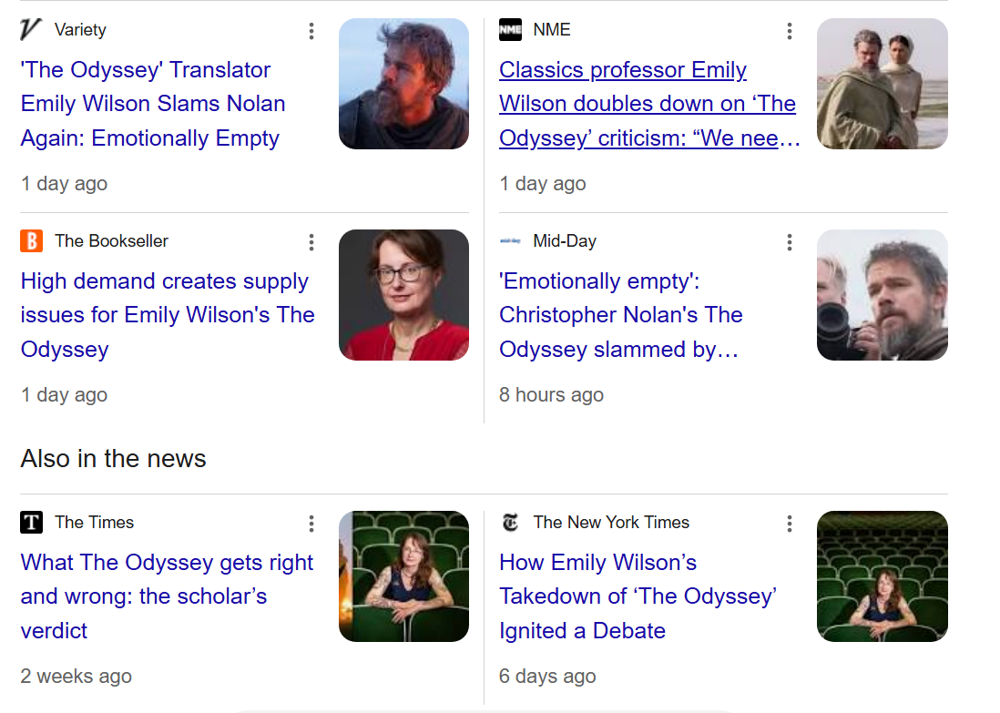 Variety
'The Odyssey' Translator
Emily Wilson Slams Nolan
Again: Emotionally Empty
1 day ago
NME
NME
Classics professor Emily
Wilson doubles down on ‘The
Odyssey’ criticism: “We nee…
1 day ago
B
The Bookseller
High demand creates supply
issues for Emily Wilson's The
Odyssey
1 day ago
mid-day
Mid-Day
'Emotionally empty':
Christopher Nolan's The
Odyssey slammed by…
8 hours ago
Also in the news
T
The Times
What The Odyssey gets right
and wrong: the scholar’s
verdict
2 weeks ago
The New York Times
How Emily Wilson’s
Takedown of ‘The Odyssey’
Ignited a Debate
6 days ago